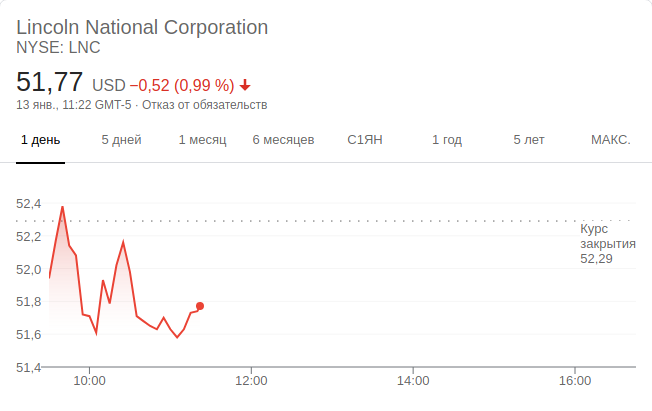 Lincoln National Corporation
NYSE: LNC
51,77 USD −0,52 (0,99 %)
13 янв., 11:22 GMT-5 · Отказ от обязательств
1 день 5 дней 1 месяц 6 месяцев С1ЯН 1 год 5 лет МАКС.
52,4
52,2
52,0
51,8
51,6
51,4
Курс
закрытия
52,29
10:00 12:00 14:00 16:00